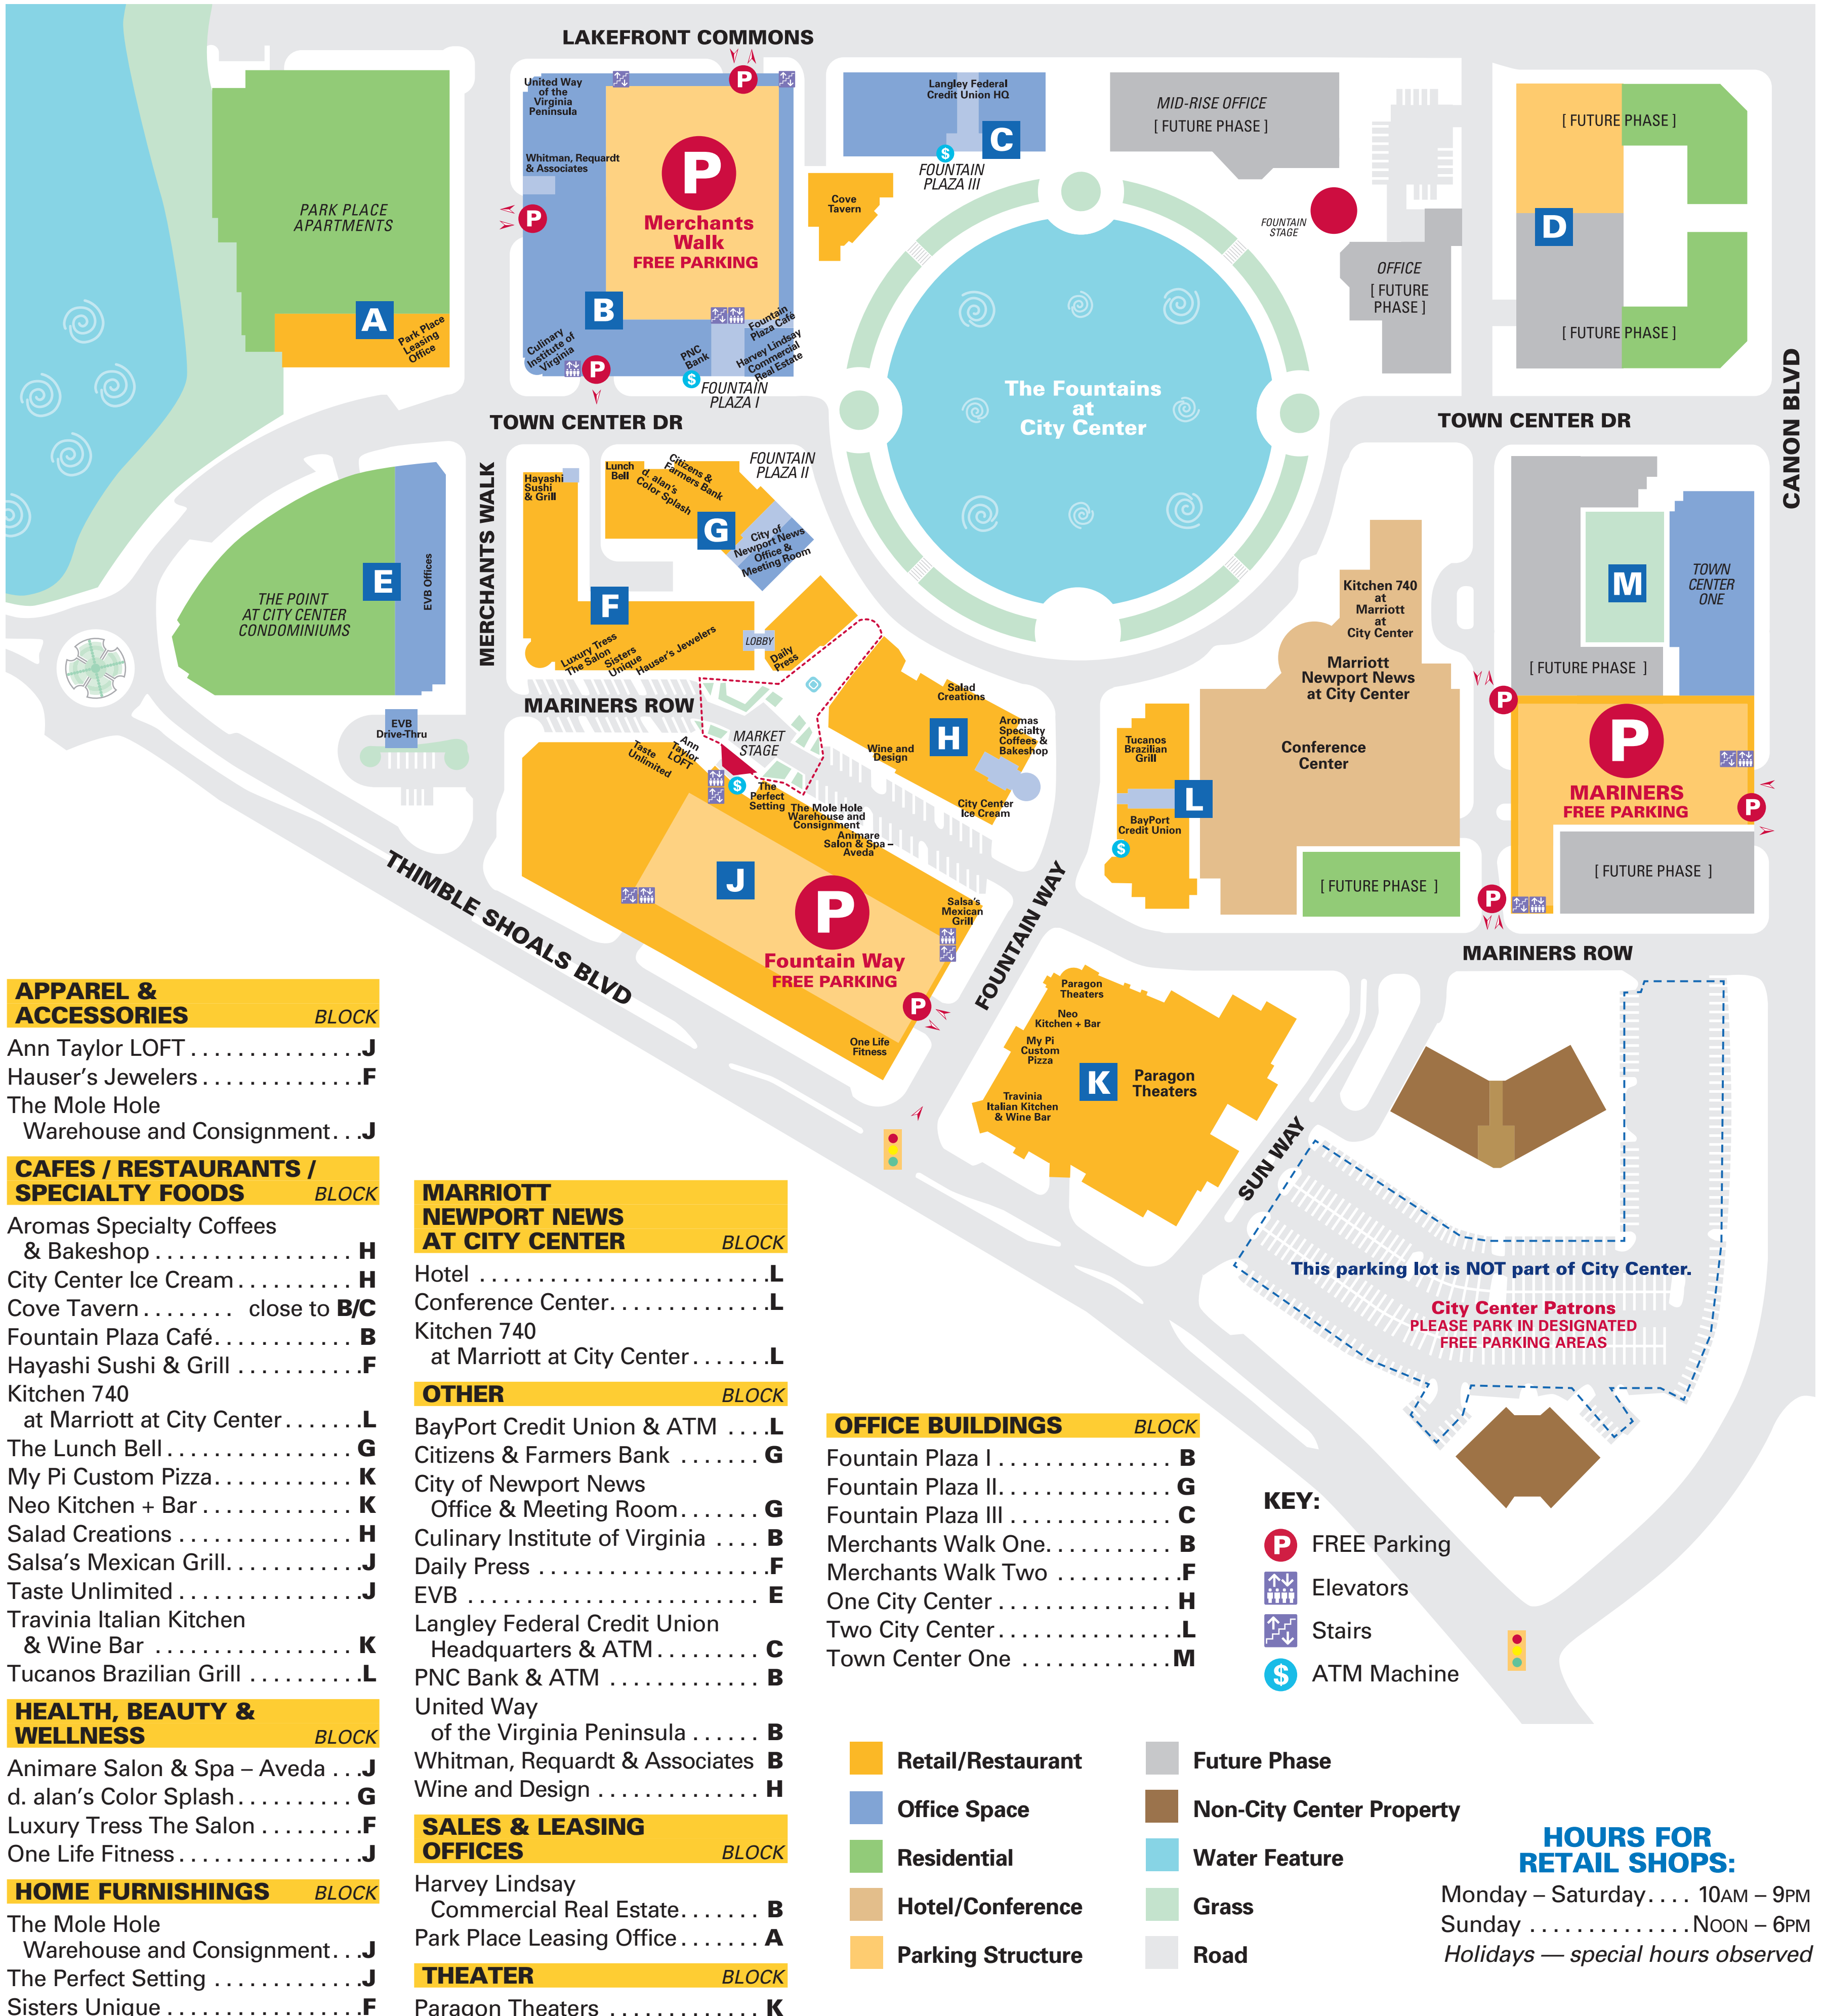 LAKEFRONT COMMONS
United Way
of the
Virginia
Peninsula
Whitman, Requardt
& Associates
P
P
P
Merchants
Walk
FREE PARKING
B
Culinary
Institute of
Virginia
P
PNC
Bank
$
Fountain
Plaza Café
Harvey Lindsay
Commercial
Real Estate
FOUNTAIN
PLAZA I
PARK PLACE
APARTMENTS
A
Park Place
Leasing
Office
Langley Federal
Credit Union HQ
C
$
FOUNTAIN
PLAZA III
Cove
Tavern
MID-RISE OFFICE
[ FUTURE PHASE ]
FOUNTAIN
STAGE
OFFICE
[ FUTURE
PHASE ]
[ FUTURE PHASE ]
D
[ FUTURE PHASE ]
CANON BLVD
The Fountains
at
City Center
TOWN CENTER DR
TOWN CENTER DR
MERCHANTS WALK
THE POINT
AT CITY CENTER
CONDOMINIUMS
E
EVB Offices
EVB
Drive-Thru
Hayashi
Sushi
& Grill
Lunch
Bell
d. alan's
Color Splash
Citizens &
Farmers Bank
FOUNTAIN
PLAZA II
G
City of
Newport News
Office &
Meeting Room
F
Luxury Tress
The Salon
Sisters
Unique
Hauser's Jewelers
LOBBY
Daily
Press
MARINERS ROW
MARKET
STAGE
Salad
Creations
H
Aromas
Specialty
Coffees &
Bakeshop
Wine and
Design
City Center
Ice Cream
Taste
Unlimited
Ann
Taylor
LOFT
$
The
Perfect
Setting
The Mole Hole
Warehouse and
Consignment
Animare
Salon & Spa –
Aveda
J
P
Fountain Way
FREE PARKING
Salsa's
Mexican
Grill
P
One Life
Fitness
THIMBLE SHOALS BLVD
FOUNTAIN WAY
Tucanos
Brazilian
Grill
L
BayPort
Credit Union
$
Kitchen 740
at
Marriott
at
City Center
Marriott
Newport News
at City Center
Conference
Center
[ FUTURE PHASE ]
M
TOWN
CENTER
ONE
[ FUTURE PHASE ]
P
P
MARINERS
FREE PARKING
P
[ FUTURE PHASE ]
P
MARINERS ROW
Paragon
Theaters
Neo
Kitchen + Bar
My Pi
Custom
Pizza
K
Paragon
Theaters
Travinia
Italian Kitchen
& Wine Bar
SUN WAY
This parking lot is NOT part of City Center.
City Center Patrons
PLEASE PARK IN DESIGNATED
FREE PARKING AREAS
APPAREL &
ACCESSORIES BLOCK
Ann Taylor LOFT . . . . . . . . . . . . . . .J
Hauser's Jewelers . . . . . . . . . . . . . .F
The Mole Hole
Warehouse and Consignment. . .J
CAFES / RESTAURANTS /
SPECIALTY FOODS BLOCK
Aromas Specialty Coffees
& Bakeshop . . . . . . . . . . . . . . . . . H
City Center Ice Cream . . . . . . . . . . H
Cove Tavern . . . . . . . . close to B/C
Fountain Plaza Café. . . . . . . . . . . . B
Hayashi Sushi & Grill . . . . . . . . . . .F
Kitchen 740
at Marriott at City Center . . . . . . .L
The Lunch Bell . . . . . . . . . . . . . . . . G
My Pi Custom Pizza. . . . . . . . . . . . K
Neo Kitchen + Bar . . . . . . . . . . . . . K
Salad Creations . . . . . . . . . . . . . . . H
Salsa's Mexican Grill. . . . . . . . . . . .J
Taste Unlimited . . . . . . . . . . . . . . . .J
Travinia Italian Kitchen
& Wine Bar . . . . . . . . . . . . . . . . . K
Tucanos Brazilian Grill . . . . . . . . . .L
HEALTH, BEAUTY &
WELLNESS BLOCK
Animare Salon & Spa – Aveda . . .J
d. alan's Color Splash . . . . . . . . . . G
Luxury Tress The Salon . . . . . . . . .F
One Life Fitness . . . . . . . . . . . . . . . .J
HOME FURNISHINGS BLOCK
The Mole Hole
Warehouse and Consignment. . .J
The Perfect Setting . . . . . . . . . . . . .J
Sisters Unique . . . . . . . . . . . . . . . . .F
MARRIOTT
NEWPORT NEWS
AT CITY CENTER BLOCK
Hotel . . . . . . . . . . . . . . . . . . . . . . . . .L
Conference Center. . . . . . . . . . . . . .L
Kitchen 740
at Marriott at City Center . . . . . . .L
OTHER BLOCK
BayPort Credit Union & ATM . . . .L
Citizens & Farmers Bank . . . . . . . G
City of Newport News
Office & Meeting Room . . . . . . . G
Culinary Institute of Virginia . . . . B
Daily Press . . . . . . . . . . . . . . . . . . . .F
EVB . . . . . . . . . . . . . . . . . . . . . . . . . E
Langley Federal Credit Union
Headquarters & ATM . . . . . . . . . C
PNC Bank & ATM . . . . . . . . . . . . . B
United Way
of the Virginia Peninsula . . . . . . B
Whitman, Requardt & Associates B
Wine and Design . . . . . . . . . . . . . . H
SALES & LEASING
OFFICES BLOCK
Harvey Lindsay
Commercial Real Estate. . . . . . . B
Park Place Leasing Office . . . . . . . A
THEATER BLOCK
Paragon Theaters . . . . . . . . . . . . . K
OFFICE BUILDINGS BLOCK
Fountain Plaza I . . . . . . . . . . . . . . . B
Fountain Plaza II. . . . . . . . . . . . . . . G
Fountain Plaza III . . . . . . . . . . . . . . C
Merchants Walk One. . . . . . . . . . . B
Merchants Walk Two . . . . . . . . . . .F
One City Center . . . . . . . . . . . . . . . H
Two City Center . . . . . . . . . . . . . . . .L
Town Center One . . . . . . . . . . . . . M
KEY:
P FREE Parking
Elevators
Stairs
$ ATM Machine
Retail/Restaurant
Office Space
Residential
Hotel/Conference
Parking Structure
Future Phase
Non-City Center Property
Water Feature
Grass
Road
HOURS FOR
RETAIL SHOPS:
Monday – Saturday . . . . 10AM – 9PM
Sunday . . . . . . . . . . . . . . NOON – 6PM
Holidays — special hours observed